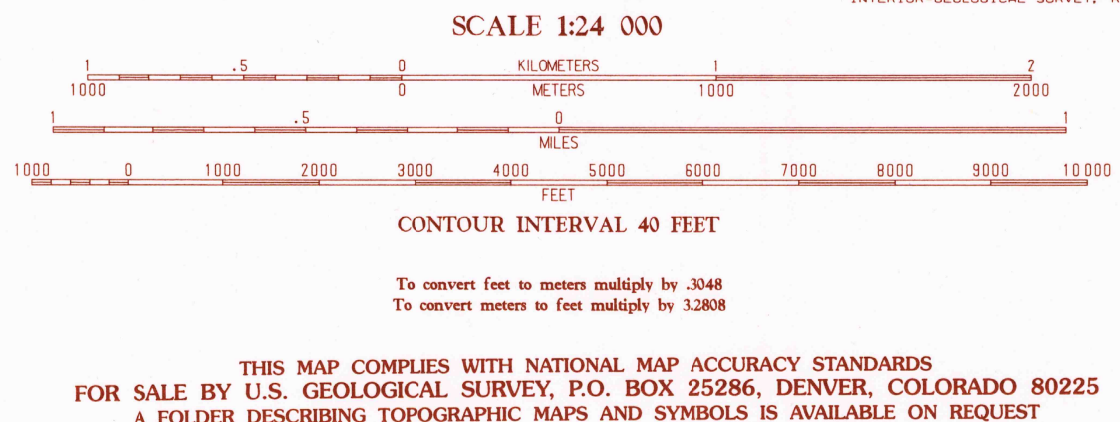 INTERIOR-GEOLOGICAL SURVEY,
SCALE 1:24 000
1 .5 0 KILOMETERS 1 2
1000 0 METERS 1000 2000
1 .5 0 1
MILES
1000 0 1000 2000 3000 4000 5000 6000 7000 8000 9000 10 000
FEET
CONTOUR INTERVAL 40 FEET
To convert feet to meters multiply by .3048
To convert meters to feet multiply by 3.2808
THIS MAP COMPLIES WITH NATIONAL MAP ACCURACY STANDARDS
FOR SALE BY U.S. GEOLOGICAL SURVEY, P.O. BOX 25286, DENVER, COLORADO 80225
A FOLDER DESCRIBING TOPOGRAPHIC MAPS AND SYMBOLS IS AVAILABLE ON REQUEST